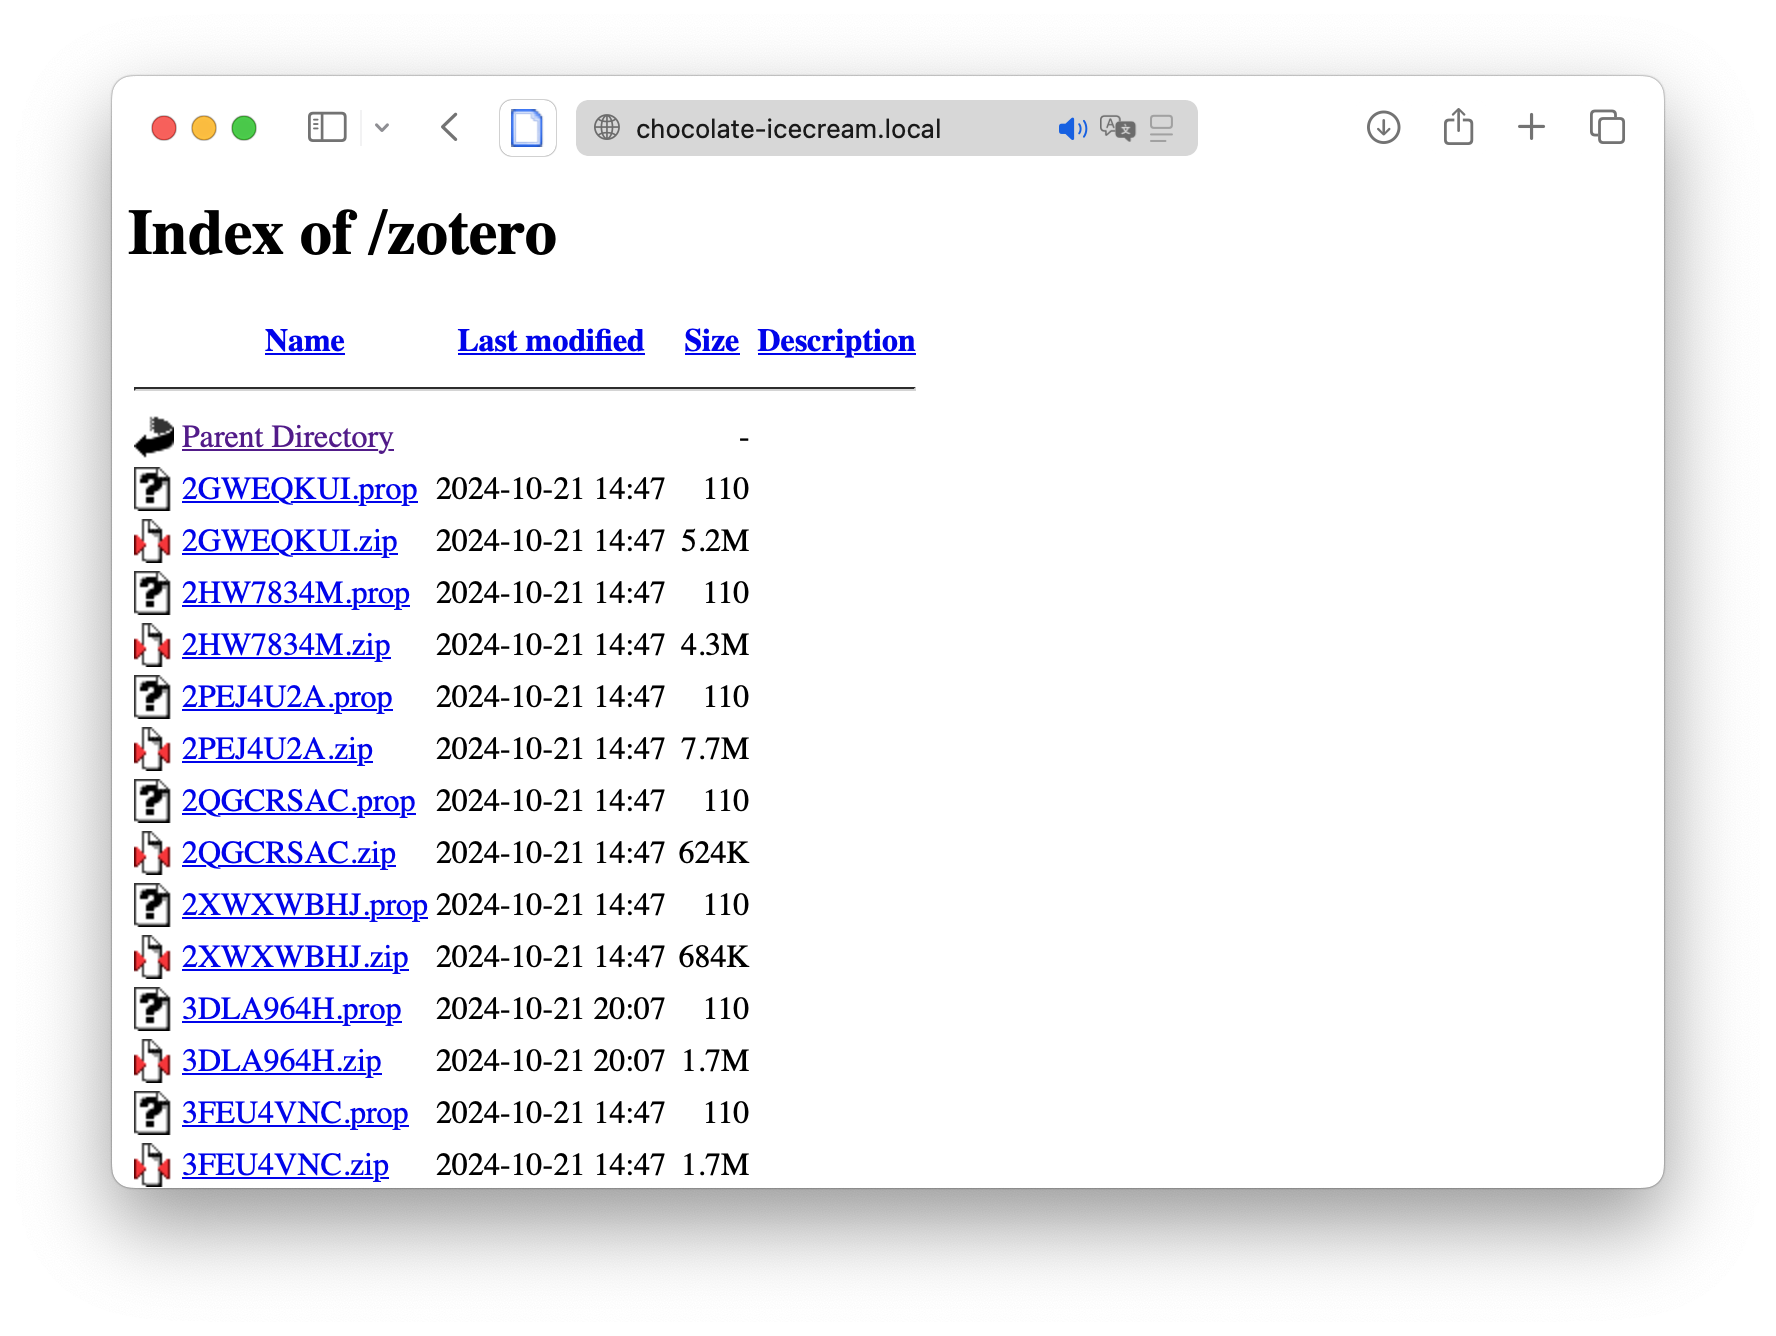 chocolate-icecream.local
Index of /zotero
Name Last modified Size Description
Parent Directory -
2GWEQKUI.prop 2024-10-21 14:47 110
2GWEQKUI.zip 2024-10-21 14:47 5.2M
2HW7834M.prop 2024-10-21 14:47 110
2HW7834M.zip 2024-10-21 14:47 4.3M
2PEJ4U2A.prop 2024-10-21 14:47 110
2PEJ4U2A.zip 2024-10-21 14:47 7.7M
2QGCRSAC.prop 2024-10-21 14:47 110
2QGCRSAC.zip 2024-10-21 14:47 624K
2XWXWBHJ.prop 2024-10-21 14:47 110
2XWXWBHJ.zip 2024-10-21 14:47 684K
3DLA964H.prop 2024-10-21 20:07 110
3DLA964H.zip 2024-10-21 20:07 1.7M
3FEU4VNC.prop 2024-10-21 14:47 110
3FEU4VNC.zip 2024-10-21 14:47 1.7M